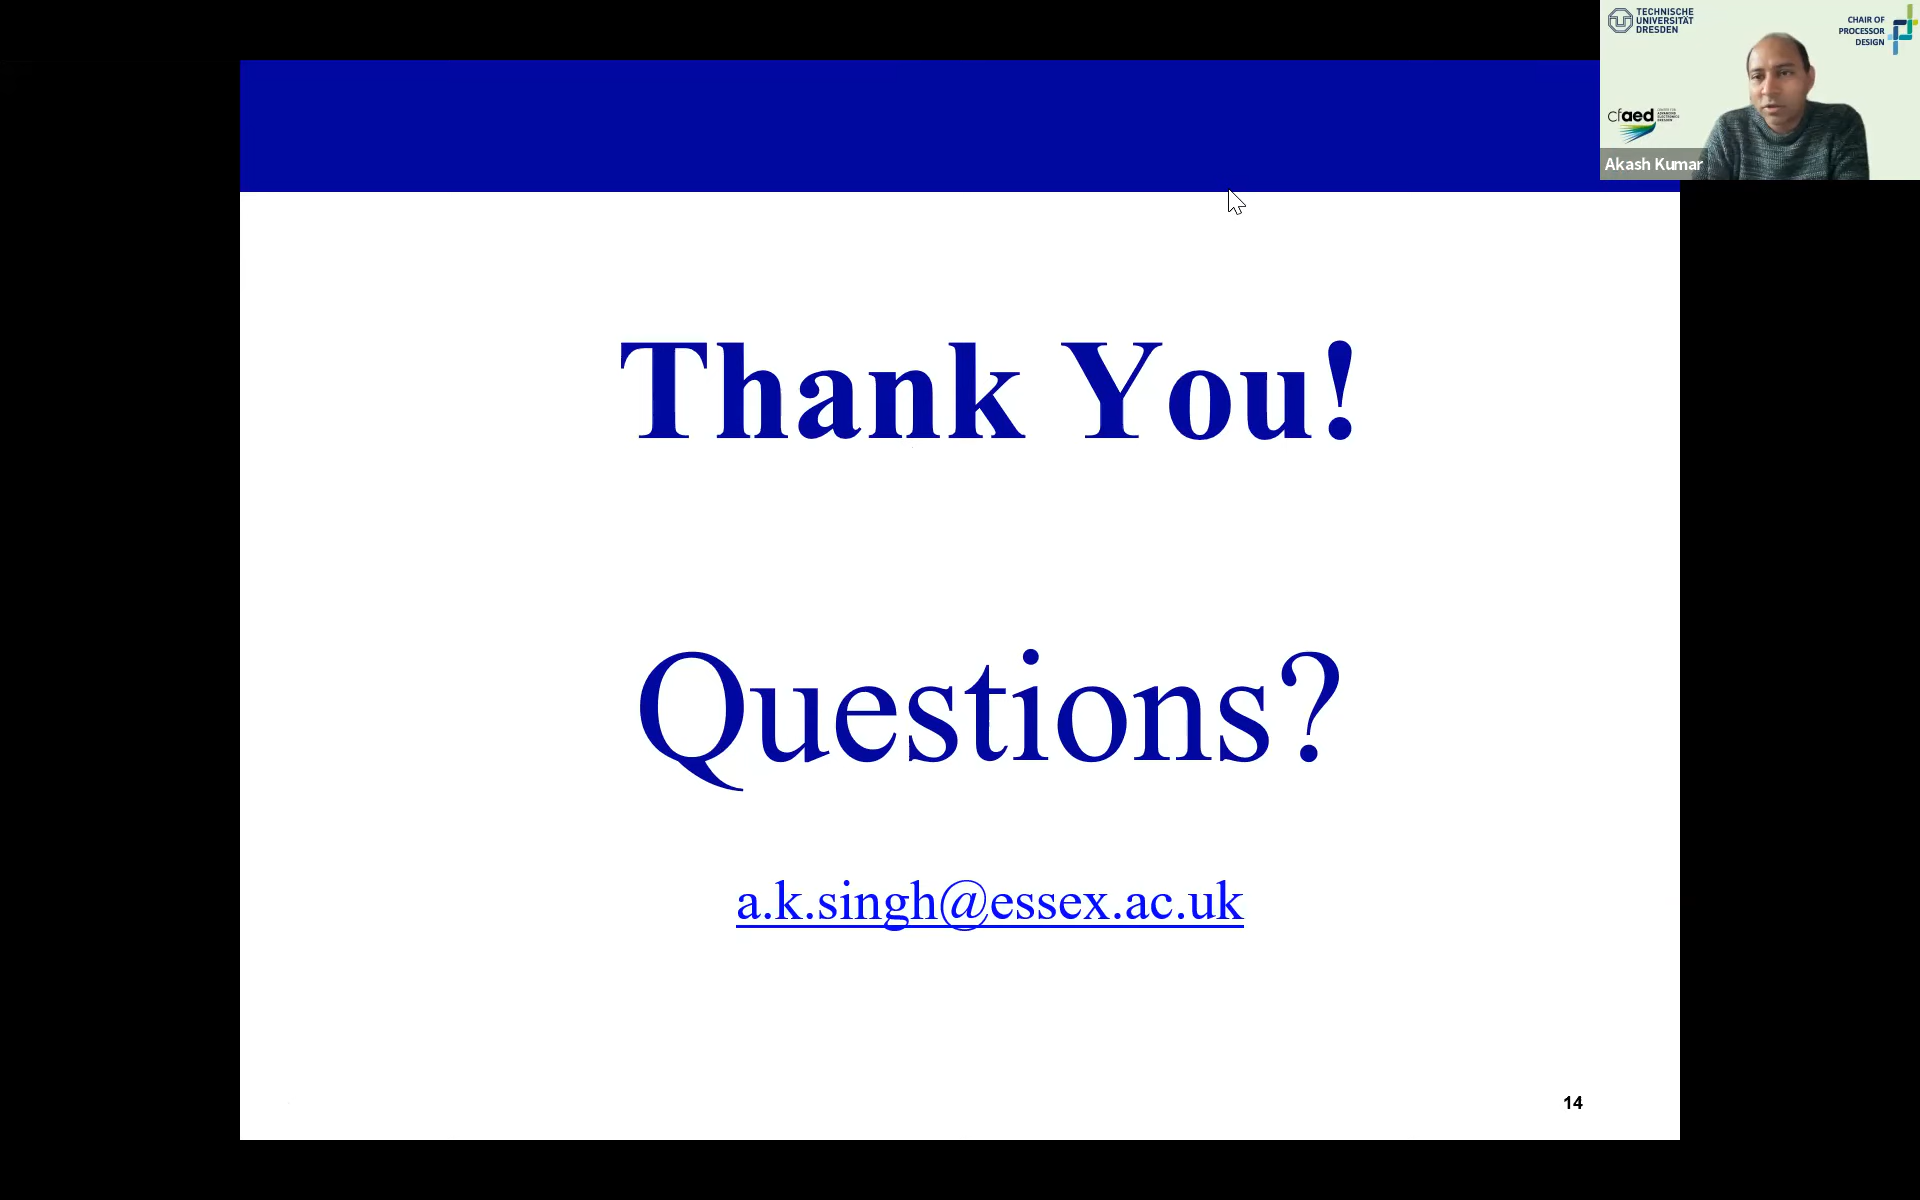 TECHNISCHE
UNIVERSITÄT
DRESDEN
CHAIR OF
PROCESSOR
DESIGN
cfaed
Akash Kumar
Thank You!
Questions?
a.k.singh@essex.ac.uk
14